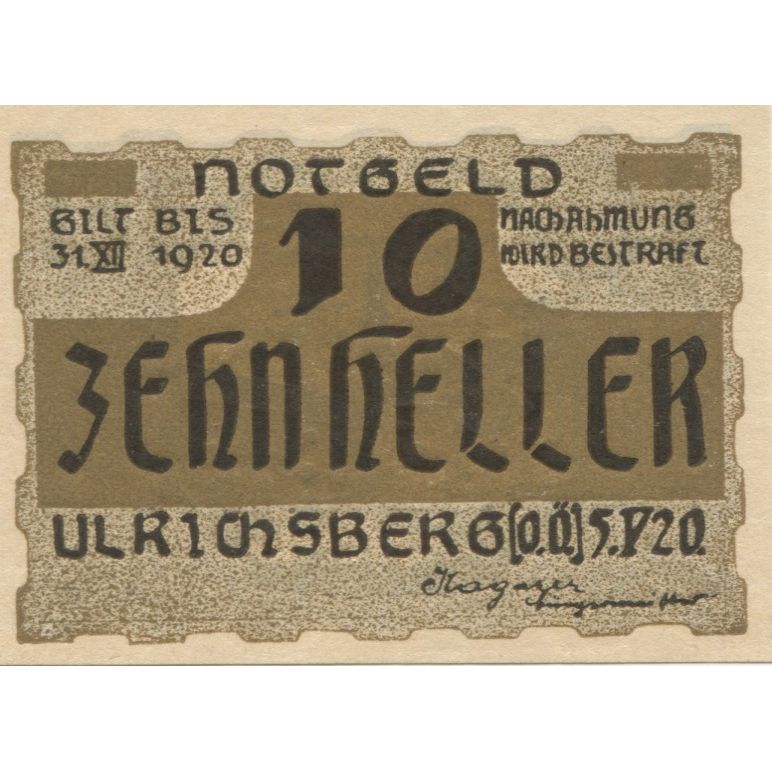 NOTGELD
GILT BIS
31. XII 1920
10
NACHAHMUNG
WIRD BESTRAFT
ZEHN HELLER
ULRICHSBERG (O.Ö.) 5.V 20.